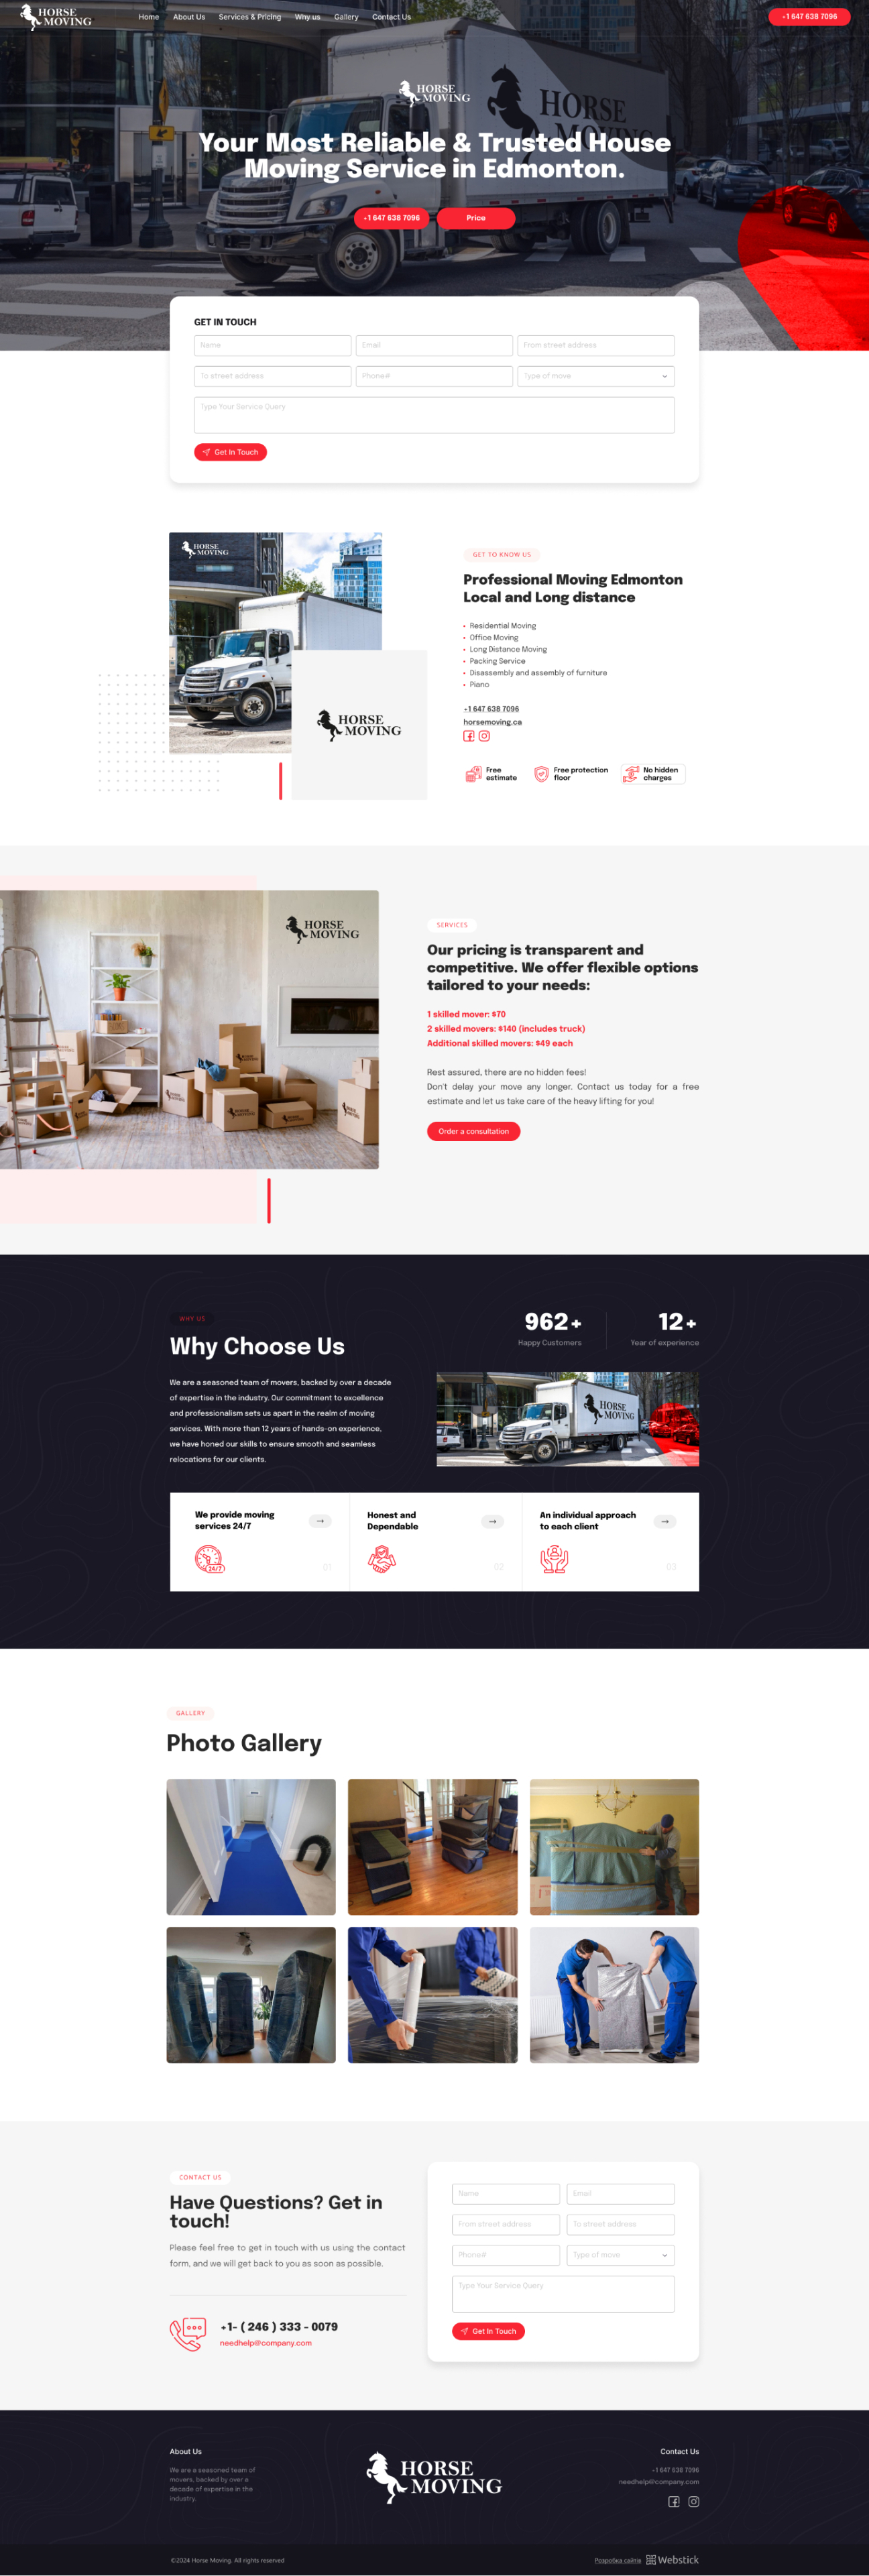 HORSE
MOVING
Home
About Us
Services & Pricing
Why us
Gallery
Contact Us
+1 647 638 7096
HORSE
MOVING
HORSE
MOVING
Your Most Reliable & Trusted House
Moving Service in Edmonton.
+1 647 638 7096
Price
GET IN TOUCH
Name
Email
From street address
To street address
Phone#
Type of move
Type Your Service Query
Get In Touch
HORSE
MOVING
HORSE
MOVING
GET TO KNOW US
Professional Moving Edmonton
Local and Long distance
Residential Moving
Office Moving
Long Distance Moving
Packing Service
Disassembly and assembly of furniture
Piano
+1 647 638 7096
horsemoving.ca
Free
estimate
Free protection
floor
No hidden
charges
HORSE
MOVING
SERVICES
Our pricing is transparent and
competitive. We offer flexible options
tailored to your needs:
1 skilled mover: $70
2 skilled movers: $140 (includes truck)
Additional skilled movers: $49 each
Rest assured, there are no hidden fees!
Don't delay your move any longer. Contact us today for a free
estimate and let us take care of the heavy lifting for you!
Order a consultation
WHY US
Why Choose Us
We are a seasoned team of movers, backed by over a decade
of expertise in the industry. Our commitment to excellence
and professionalism sets us apart in the realm of moving
services. With more than 12 years of hands-on experience,
we have honed our skills to ensure smooth and seamless
relocations for our clients.
962+
Happy Customers
12+
Year of experience
HORSE
MOVING
We provide moving
services 24/7
24/7
01
Honest and
Dependable
02
An individual approach
to each client
03
GALLERY
Photo Gallery
CONTACT US
Have Questions? Get in
touch!
Please feel free to get in touch with us using the contact
form, and we will get back to you as soon as possible.
+1- ( 246 ) 333 - 0079
needhelp@company.com
Name
Email
From street address
To street address
Phone#
Type of move
Type Your Service Query
Get In Touch
About Us
We are a seasoned team of
movers, backed by over a
decade of expertise in the
industry.
HORSE
MOVING
Contact Us
+1 647 638 7096
needhelp@company.com
©2024 Horse Moving. All rights reserved
Розробка сайтів
Webstick